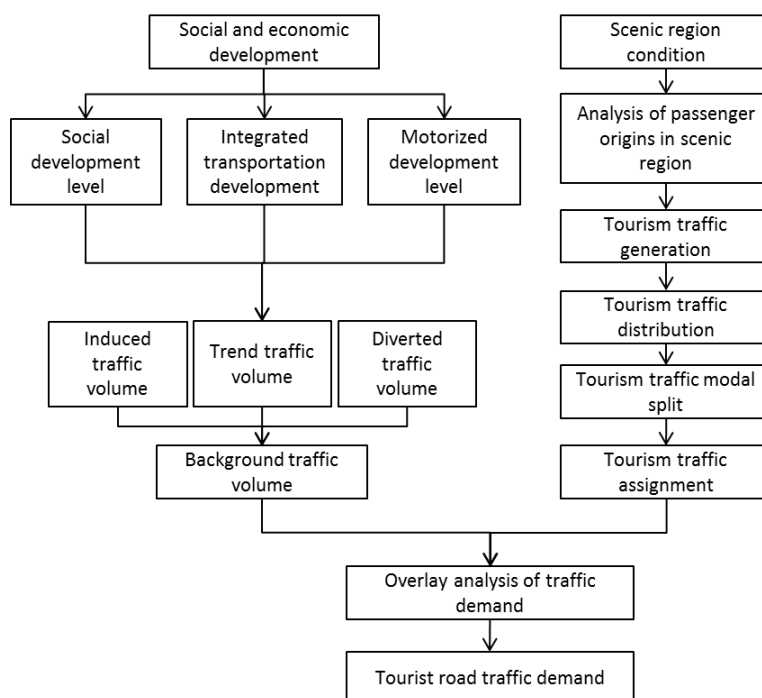 Social and economic
development
Social
development
level
Integrated
transportation
development
Motorized
development
level
Induced
traffic
volume
Trend traffic
volume
Diverted
traffic
volume
Background traffic
volume
Scenic region
condition
Analysis of passenger
origins in scenic
region
Tourism traffic
generation
Tourism traffic
distribution
Tourism traffic modal
split
Tourism traffic
assignment
Overlay analysis of traffic
demand
Tourist road traffic demand